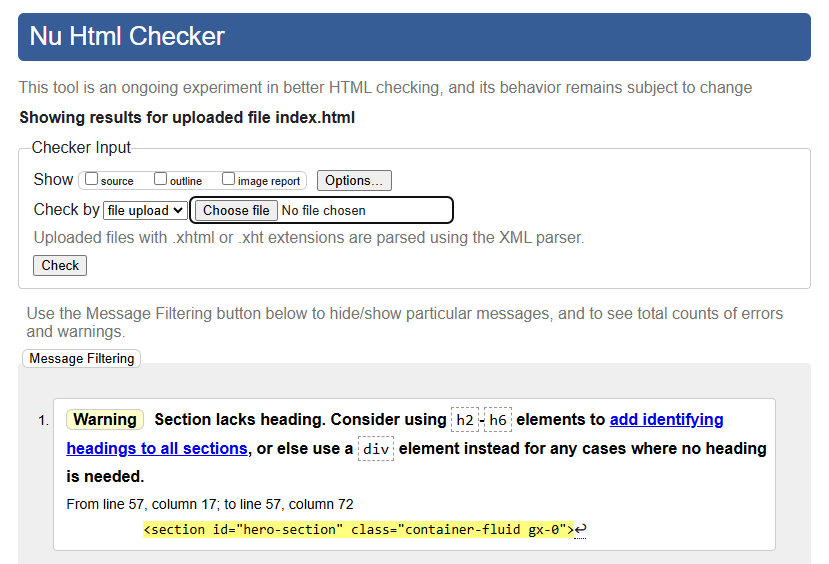 Nu Html Checker
This tool is an ongoing experiment in better HTML checking, and its behavior remains subject to change
Showing results for uploaded file index.html
Checker Input
Show source outline image report Options...
Check by file upload Choose file No file chosen
Uploaded files with .xhtml or .xht extensions are parsed using the XML parser.
Check
Use the Message Filtering button below to hide/show particular messages, and to see total counts of errors
and warnings.
Message Filtering
1. Warning Section lacks heading. Consider using h2-h6 elements to add identifying
headings to all sections, or else use a div element instead for any cases where no heading
is needed.
From line 57, column 17; to line 57, column 72
<section id="hero-section" class="container-fluid gx-0">↩